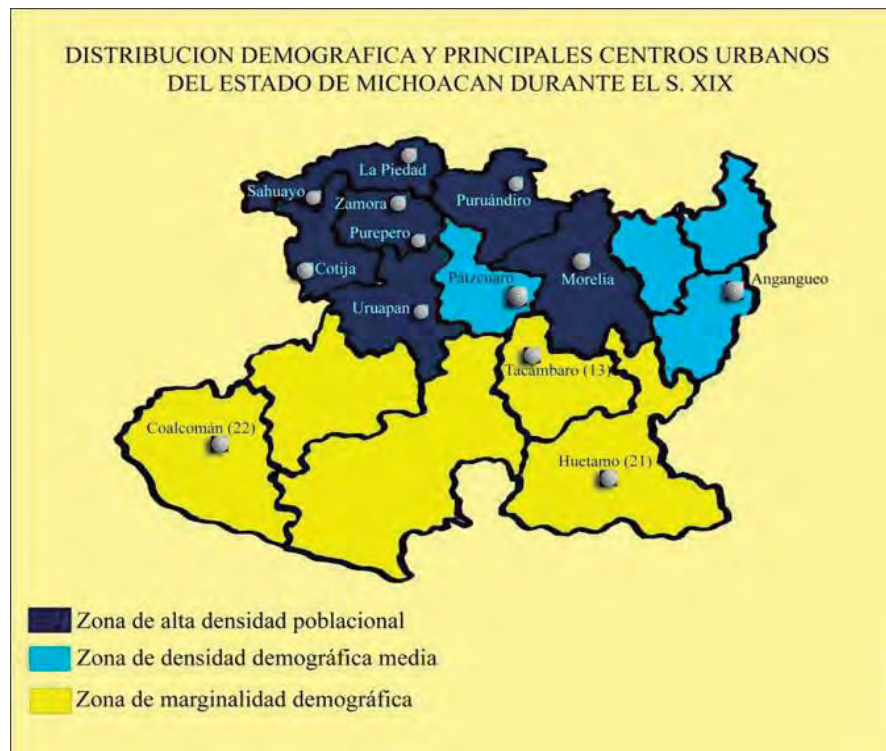 DISTRIBUCION DEMOGRAFICA Y PRINCIPALES CENTROS URBANOS
DEL ESTADO DE MICHOACAN DURANTE EL S. XIX
La Piedad
Sahuayo
Zamora
Puruándiro
Purepero
Cotija
Pátzcuaro
Morelia
Angangueo
Uruapan
Tacámbaro (13)
Coalcomán (22)
Huetamo (21)
Zona de alta densidad poblacional
Zona de densidad demográfica media
Zona de marginalidad demográfica